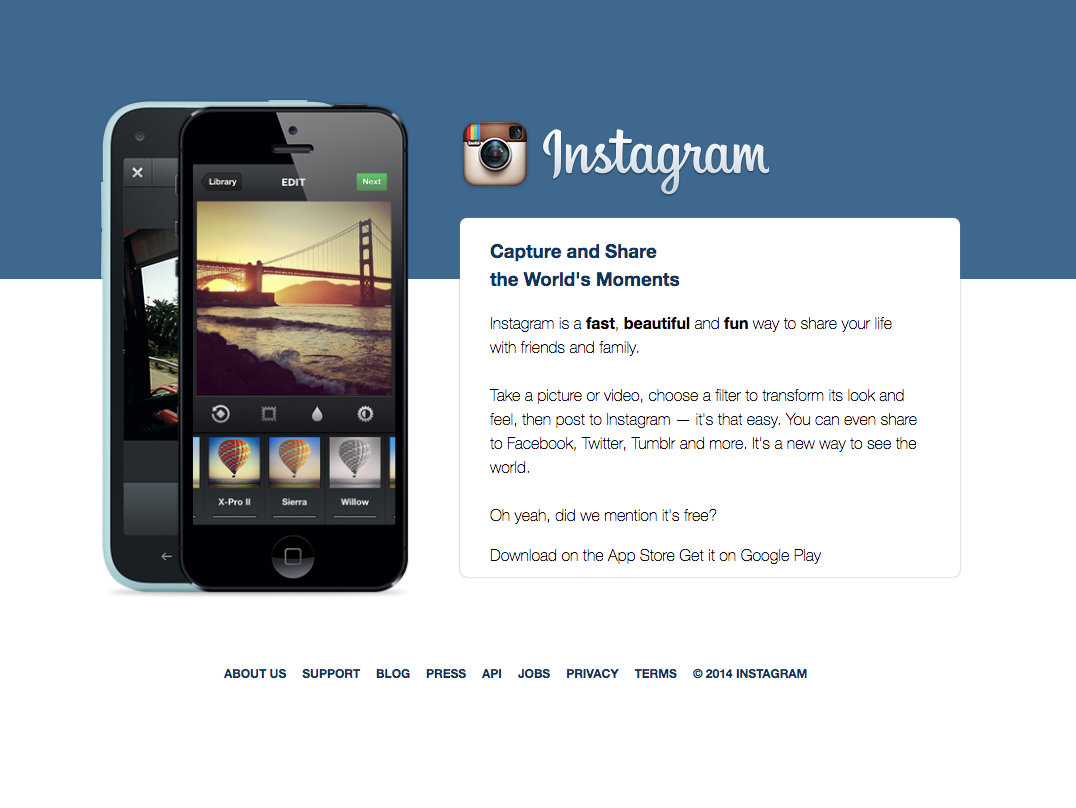 Library EDIT Next
X-Pro II Sierra Willow
Instagram
Capture and Share
the World's Moments
Instagram is a fast, beautiful and fun way to share your life
with friends and family.
Take a picture or video, choose a filter to transform its look and
feel, then post to Instagram — it's that easy. You can even share
to Facebook, Twitter, Tumblr and more. It's a new way to see the
world.
Oh yeah, did we mention it's free?
Download on the App Store Get it on Google Play
ABOUT US SUPPORT BLOG PRESS API JOBS PRIVACY TERMS © 2014 INSTAGRAM